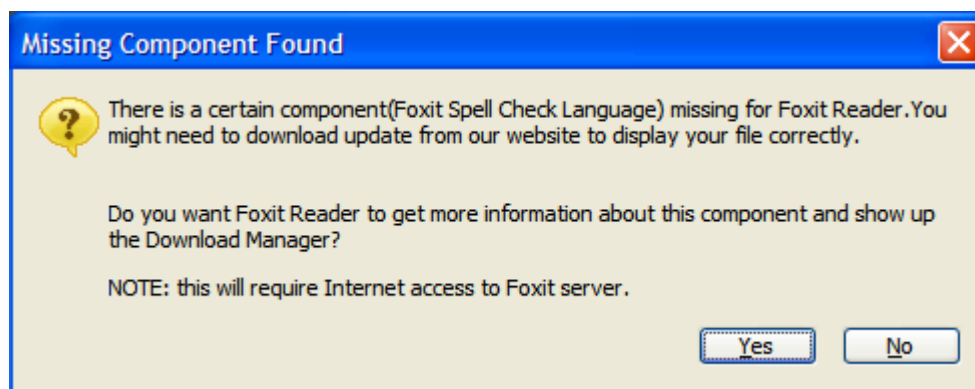 Missing Component Found
There is a certain component(Foxit Spell Check Language) missing for Foxit Reader.You
might need to download update from our website to display your file correctly.
Do you want Foxit Reader to get more information about this component and show up
the Download Manager?
NOTE: this will require Internet access to Foxit server.
Yes No